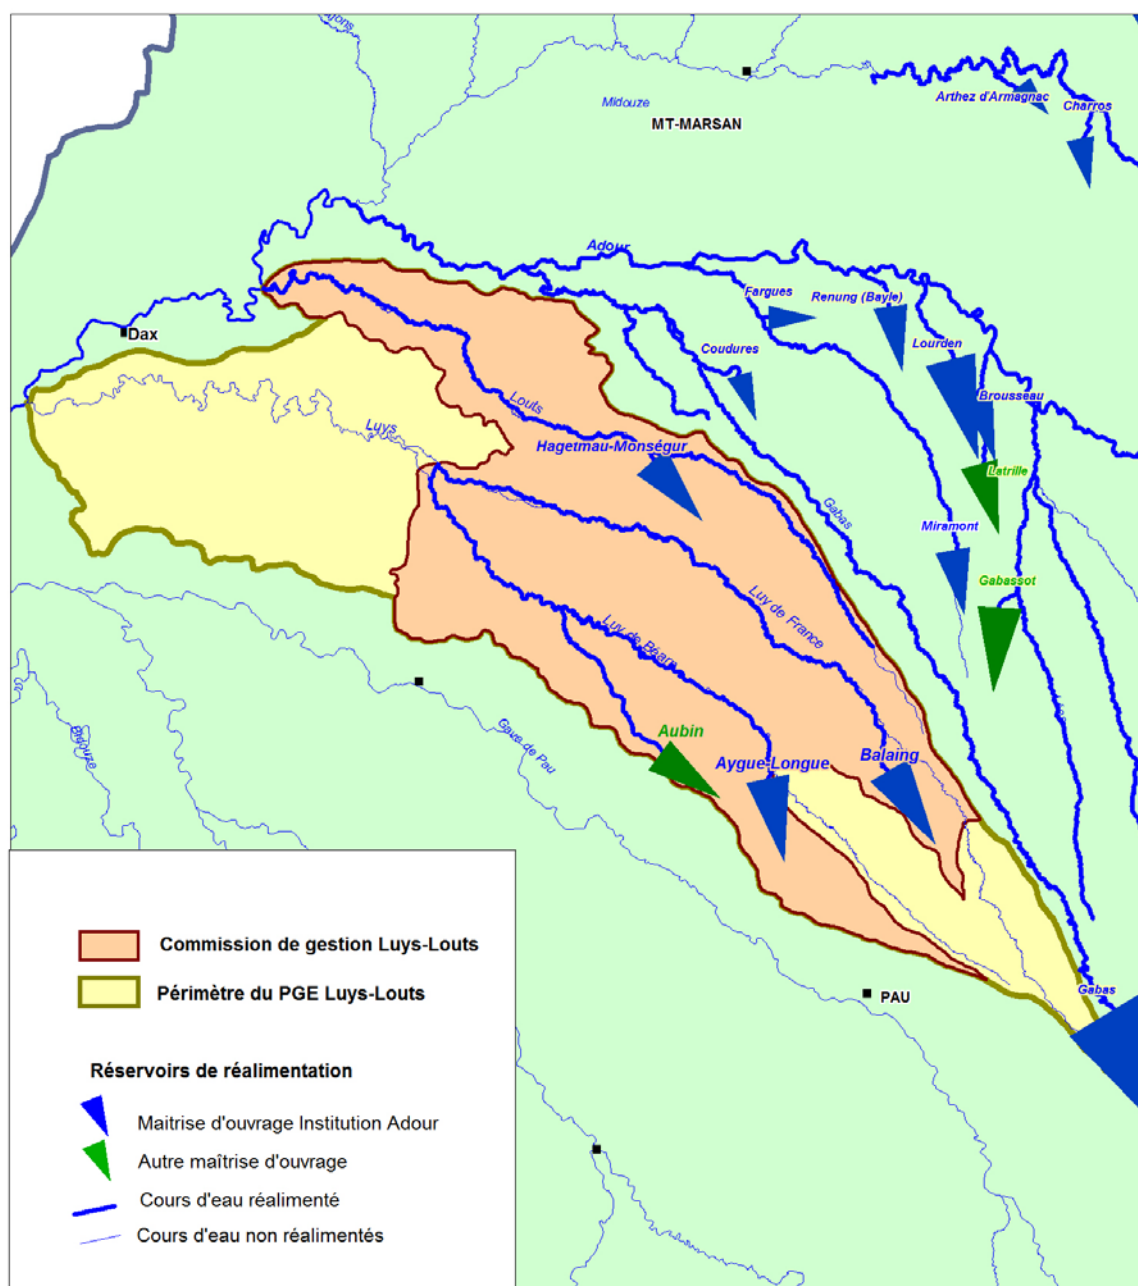 Midouze
MT-MARSAN
Arthez d'Armagnac
Charros
Adour
Fargues
Renung (Bayle)
Dax
Coudures
Lourden
Brousseau
Louts
Luys
Hagetmau-Monségur
Latrille
Gabas
Miramont
Gabassot
Luy de France
Luy de Béarn
Bidouze
Gave de Pau
Aubin
Aygue-Longue
Balaing
Gabas
PAU
Commission de gestion Luys-Louts
Périmètre du PGE Luys-Louts
Réservoirs de réalimentation
Maitrise d'ouvrage Institution Adour
Autre maîtrise d'ouvrage
Cours d'eau réalimenté
Cours d'eau non réalimentés